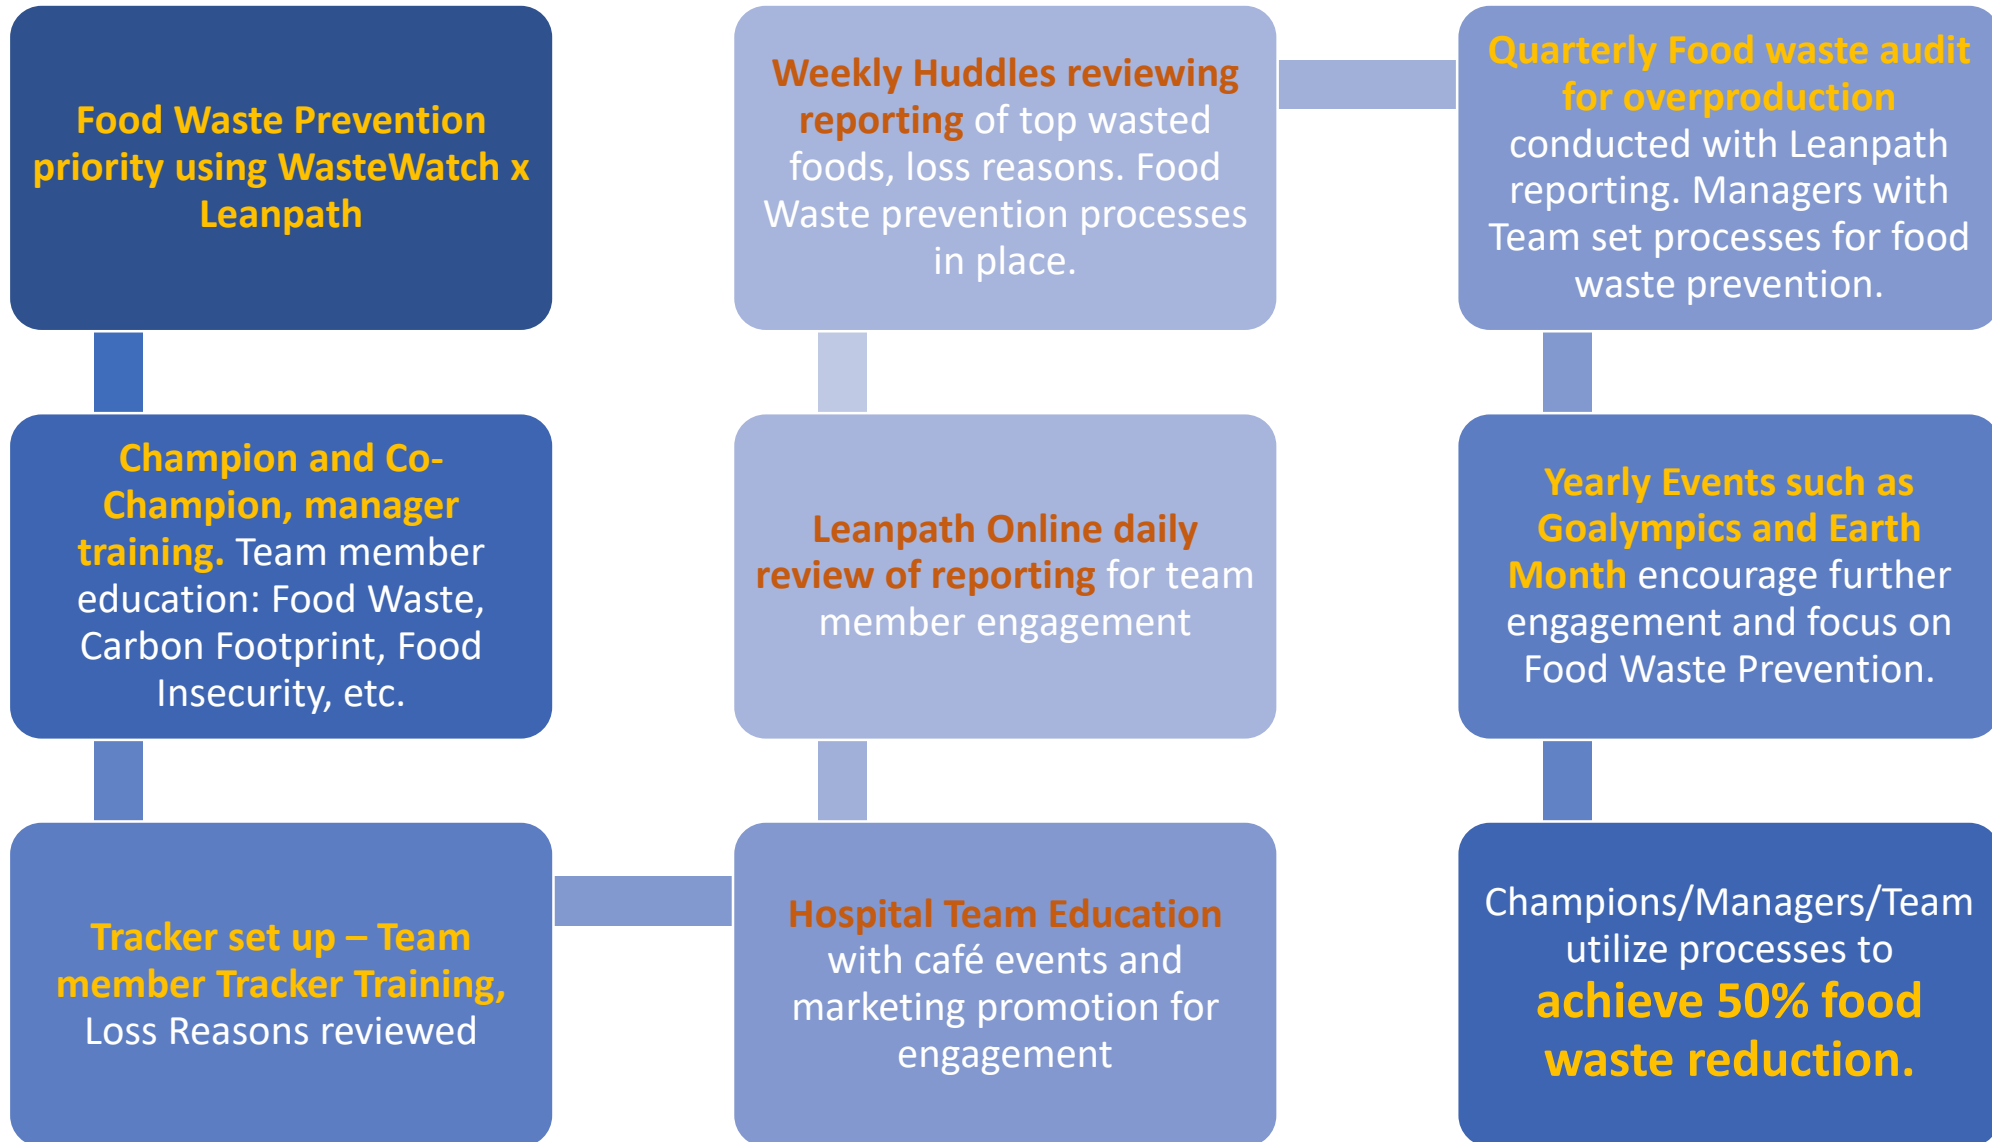 Food Waste Prevention
priority using WasteWatch x
Leanpath
Champion and Co-
Champion, manager
training. Team member
education: Food Waste,
Carbon Footprint, Food
Insecurity, etc.
Tracker set up – Team
member Tracker Training,
Loss Reasons reviewed
Hospital Team Education
with café events and
marketing promotion for
engagement
Leanpath Online daily
review of reporting for team
member engagement
Weekly Huddles reviewing
reporting of top wasted
foods, loss reasons. Food
Waste prevention processes
in place.
Quarterly Food waste audit
for overproduction
conducted with Leanpath
reporting. Managers with
Team set processes for food
waste prevention.
Yearly Events such as
Goalympics and Earth
Month encourage further
engagement and focus on
Food Waste Prevention.
Champions/Managers/Team
utilize processes to
achieve 50% food
waste reduction.